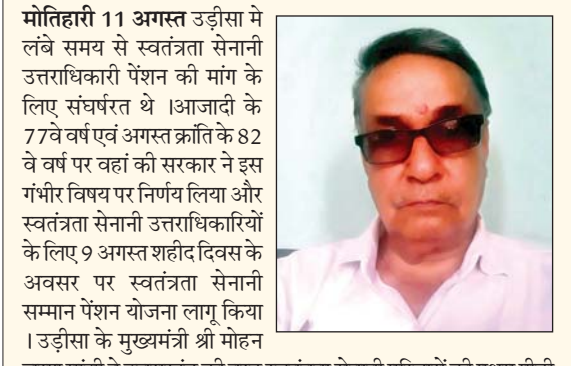 मोतिहारी 11 अगस्त उड़ीसा मे
लंबे समय से स्वतंत्रता सेनानी
उत्तराधिकारी पेंशन की मांग के
लिए संघर्षरत थे ।आजादी के
77वे वर्ष एवं अगस्त क्रांति के 82
वे वर्ष पर वहां की सरकार ने इस
गंभीर विषय पर निर्णय लिया और
स्वतंत्रता सेनानी उत्तराधिकारियों
के लिए 9 अगस्त शहीद दिवस के
अवसर पर स्वतंत्रता सेनानी
सम्मान पेंशन योजना लागू किया
। उड़ीसा के मुख्यमंत्री श्री मोहन